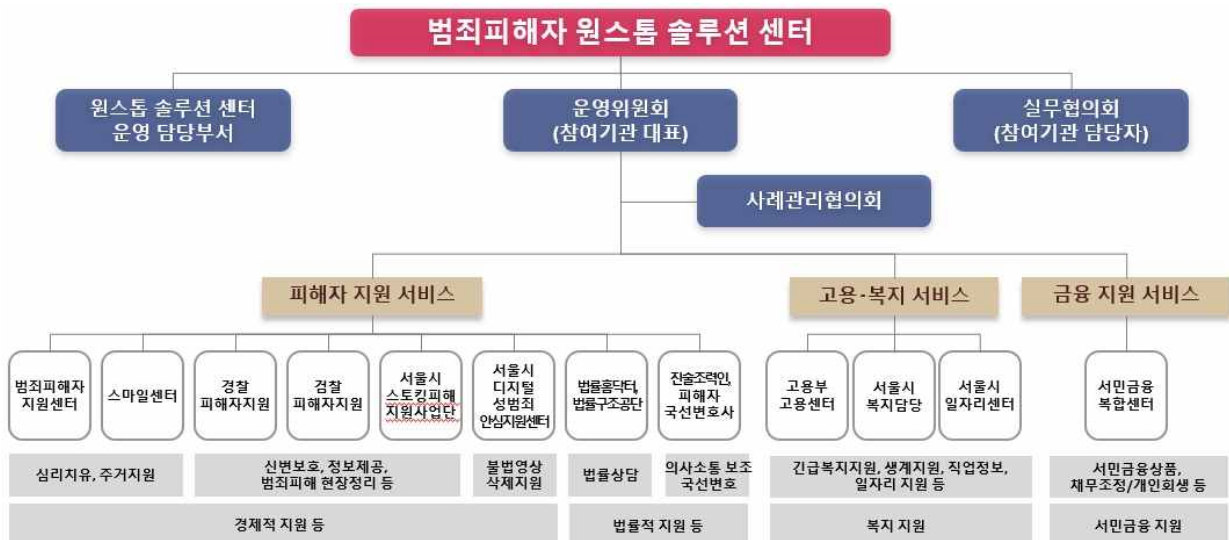 범죄피해자 원스톱 솔루션 센터
원스톱 솔루션 센터
운영 담당부서
운영위원회
(참여기관 대표)
실무협의회
(참여기관 담당자)
사례관리협의회
피해자 지원 서비스
고용-복지 서비스
금융 지원 서비스
범죄피해자
지원센터
스마일센터
경찰
피해자지원
검찰
피해자지원
서울시
스토킹피해
지원사업단
서울시
디지털
성범죄
안심지원센터
법률홈닥터,
법률구조공단
진술조력인,
피해자
국선변호사
고용부
고용센터
서울시
복지담당
서울시
일자리센터
서민금융
복합센터
심리치유, 주거지원
신변보호, 정보제공,
범죄피해 현장정리 등
불법영상
삭제지원
법률상담
의사소통 보조
국선변호
긴급복지지원, 생계지원, 직업정보,
일자리 지원 등
서민금융상품,
채무조정/개인회생 등
경제적 지원 등
법률적 지원 등
복지 지원
서민금융 지원